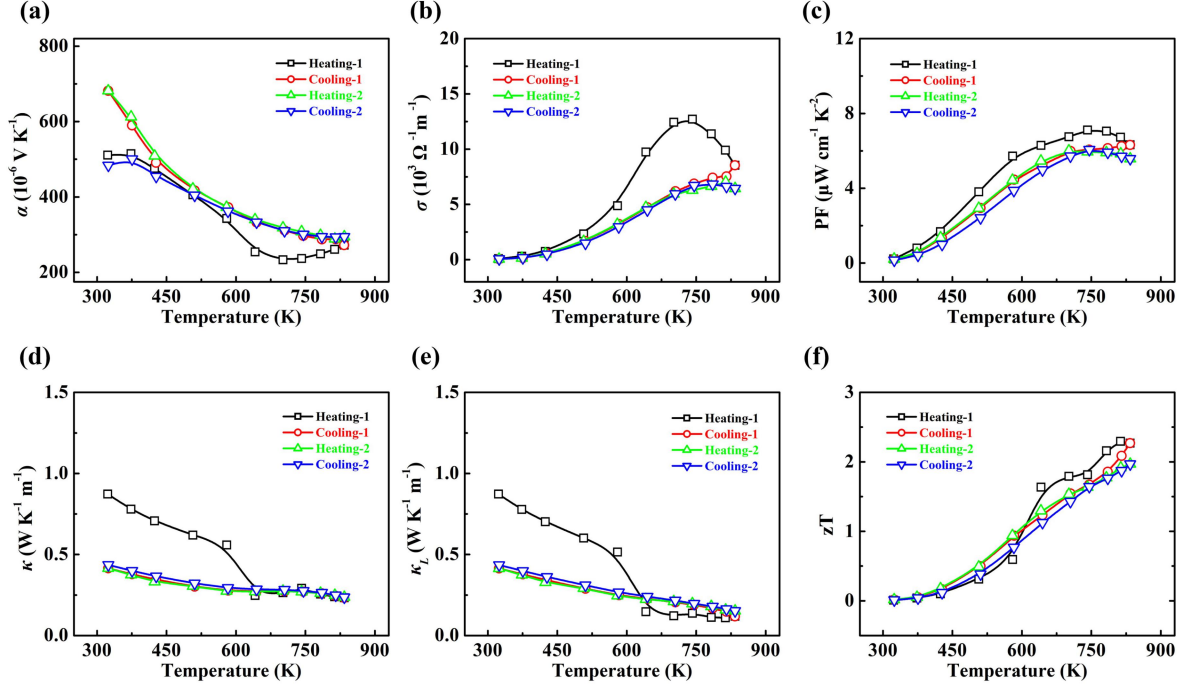 (a)
800
600
400
200
α (10⁻⁶ V K⁻¹)
Heating-1
Cooling-1
Heating-2
Cooling-2
300 450 600 750 900
Temperature (K)
(b)
20
15
10
5
0
σ (10³ Ω⁻¹m⁻¹)
Heating-1
Cooling-1
Heating-2
Cooling-2
300 450 600 750 900
Temperature (K)
(c)
12
8
4
0
PF (μW cm⁻¹ K⁻²)
Heating-1
Cooling-1
Heating-2
Cooling-2
300 450 600 750 900
Temperature (K)
(d)
1.5
1.0
0.5
0.0
κ (W K⁻¹ m⁻¹)
Heating-1
Cooling-1
Heating-2
Cooling-2
300 450 600 750 900
Temperature (K)
(e)
1.5
1.0
0.5
0.0
κL (W K⁻¹ m⁻¹)
Heating-1
Cooling-1
Heating-2
Cooling-2
300 450 600 750 900
Temperature (K)
(f)
3
2
1
0
zT
Heating-1
Cooling-1
Heating-2
Cooling-2
300 450 600 750 900
Temperature (K)